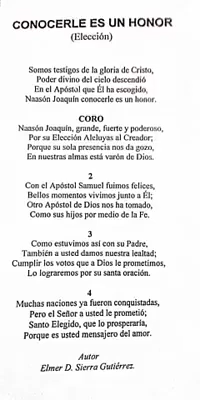 CONOCERLE ES UN HONOR
(Elección)
Somos testigos de la gloria de Cristo,
Poder divino del cielo descendió
En el Apóstol que Él ha escogido,
Naasón Joaquín conocerle es un honor.
CORO
Naasón Joaquín, grande, fuerte y poderoso,
Por su Elección Aleluyas al Creador;
Porque su sola presencia nos da gozo,
En nuestras almas está varón de Dios.
2
Con el Apóstol Samuel fuimos felices,
Bellos momentos vivimos junto a Él;
Otro Apóstol de Dios nos ha tomado,
Como sus hijos por medio de la Fe.
3
Como estuvimos así con su Padre,
También a usted damos nuestra lealtad;
Cumplir los votos que a Dios le prometimos,
Lo lograremos por su santa oración.
4
Muchas naciones ya fueron conquistadas,
Pero el Señor a usted le prometió;
Santo Elegido, que lo prosperaría,
Porque es usted mensajero del amor.
Autor
Elmer D. Sierra Gutiérrez.